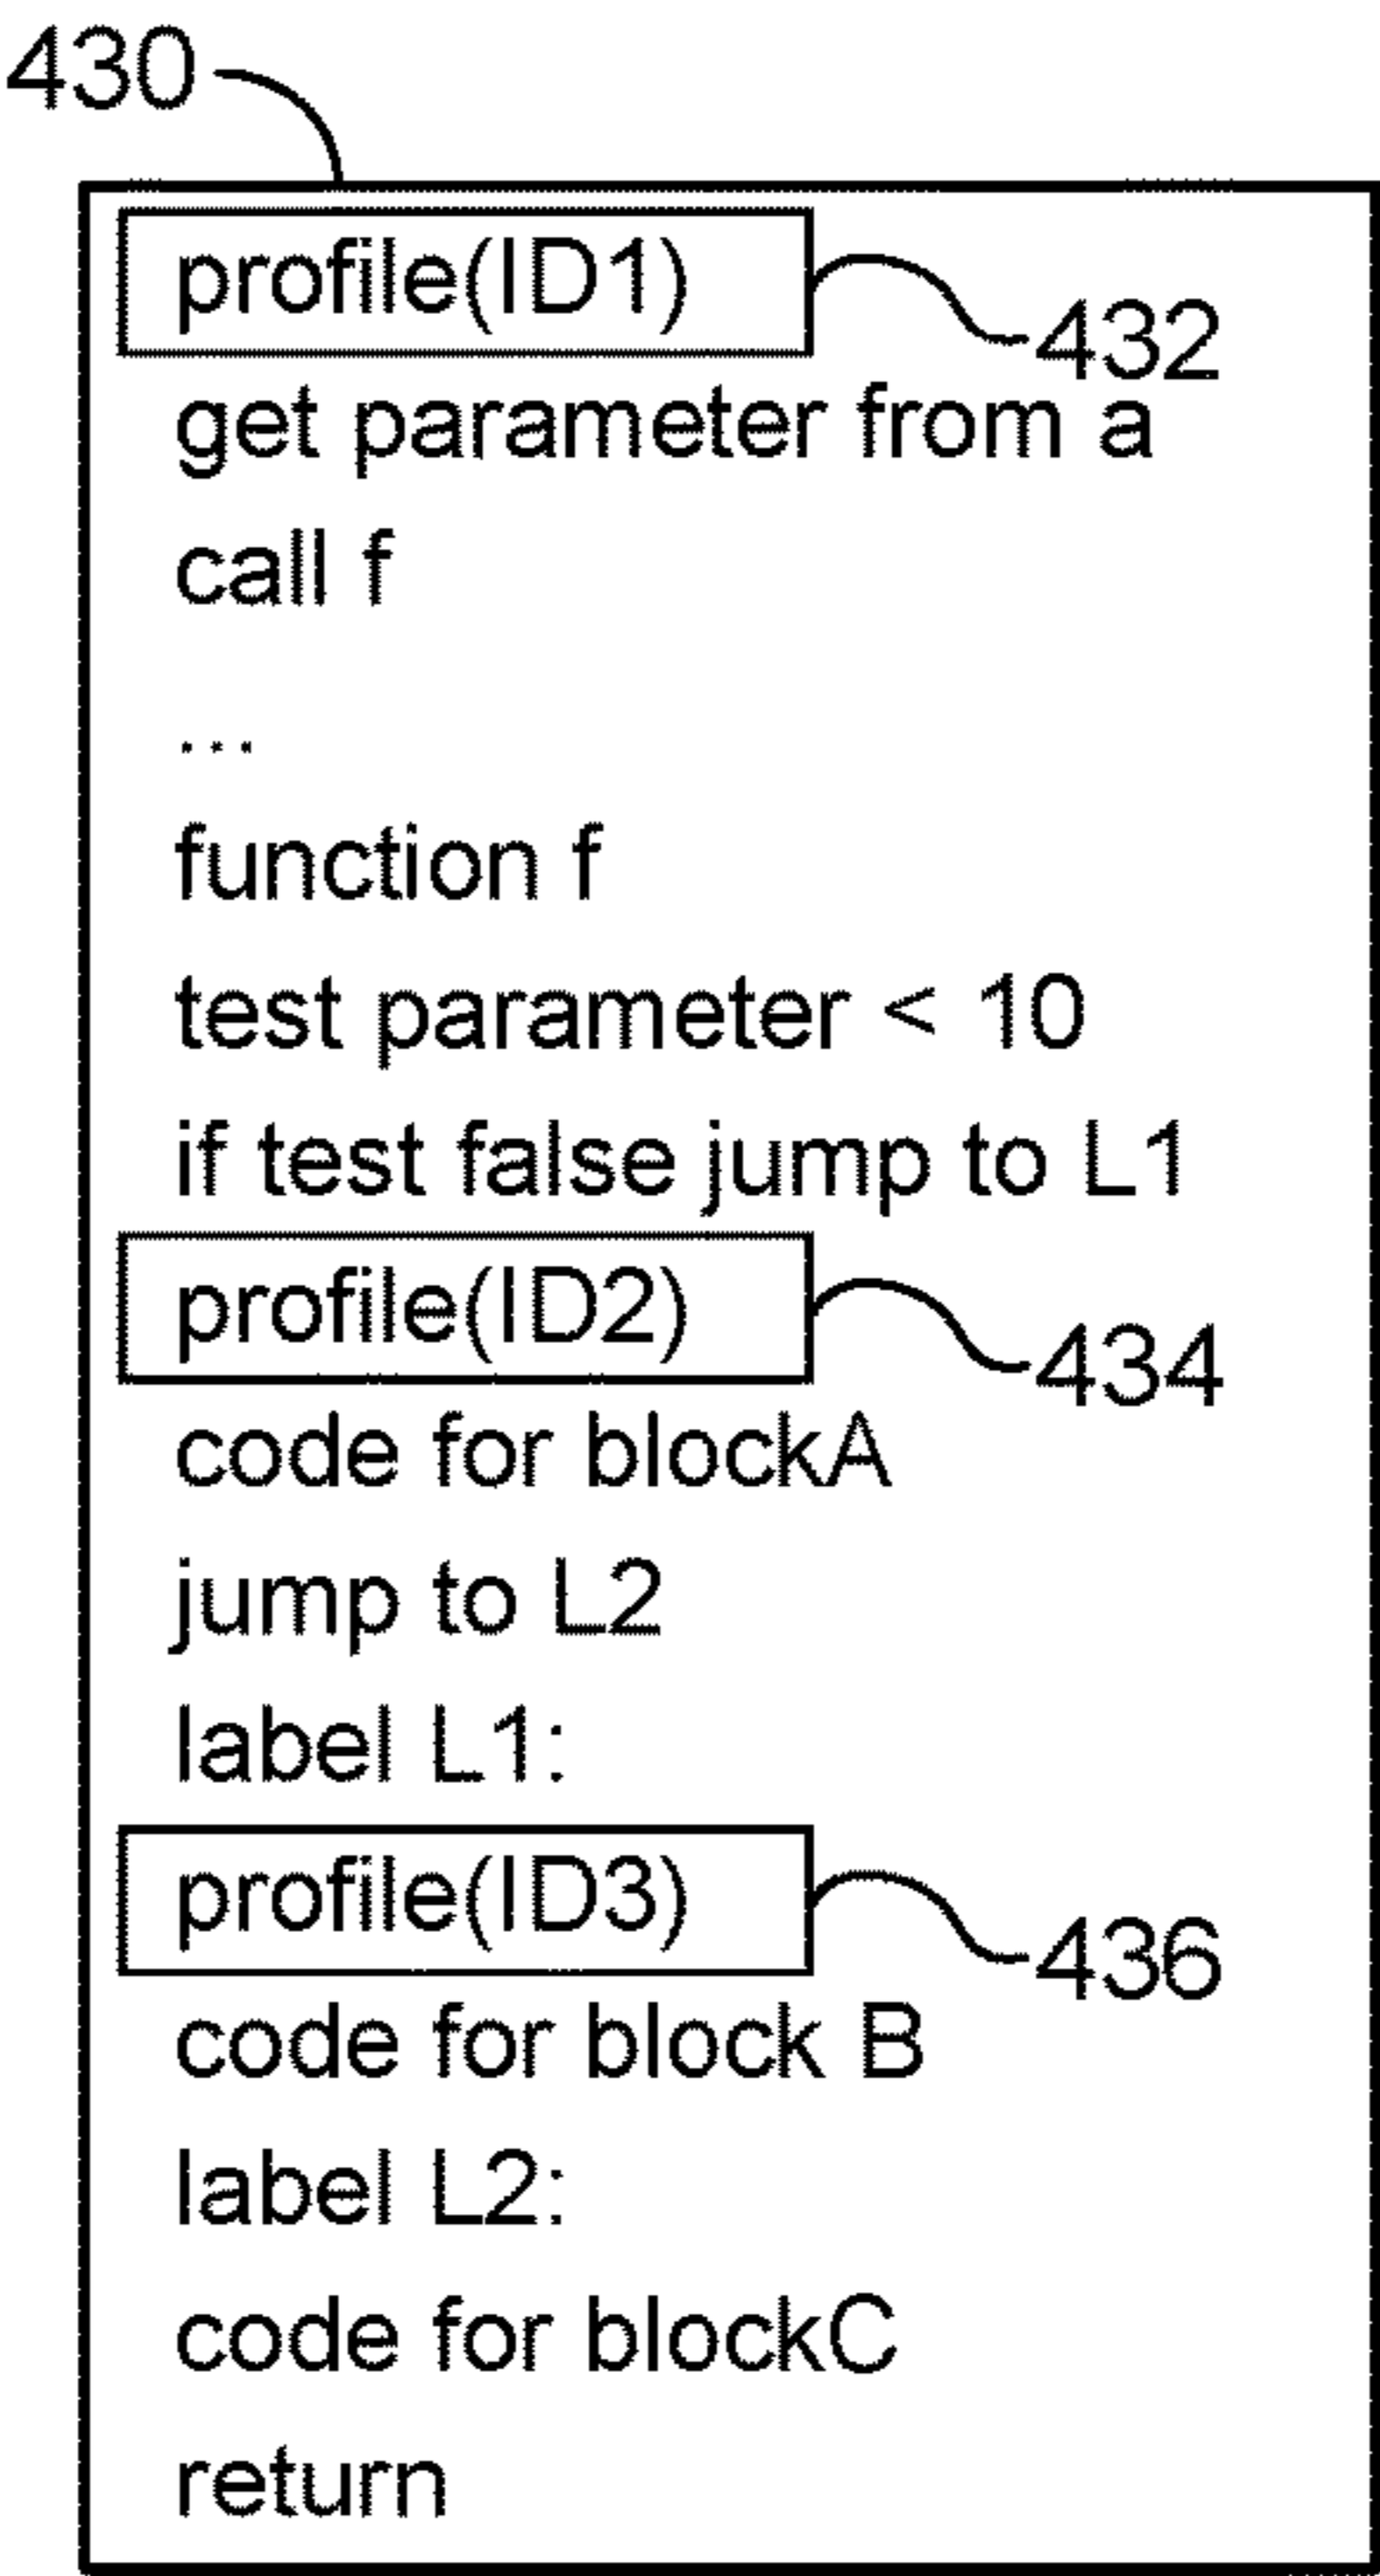 430
profile(ID1)
432
get parameter from a
call f
...
function f
test parameter < 10
if test false jump to L1
profile(ID2)
434
code for blockA
jump to L2
label L1:
profile(ID3)
436
code for block B
label L2:
code for blockC
return